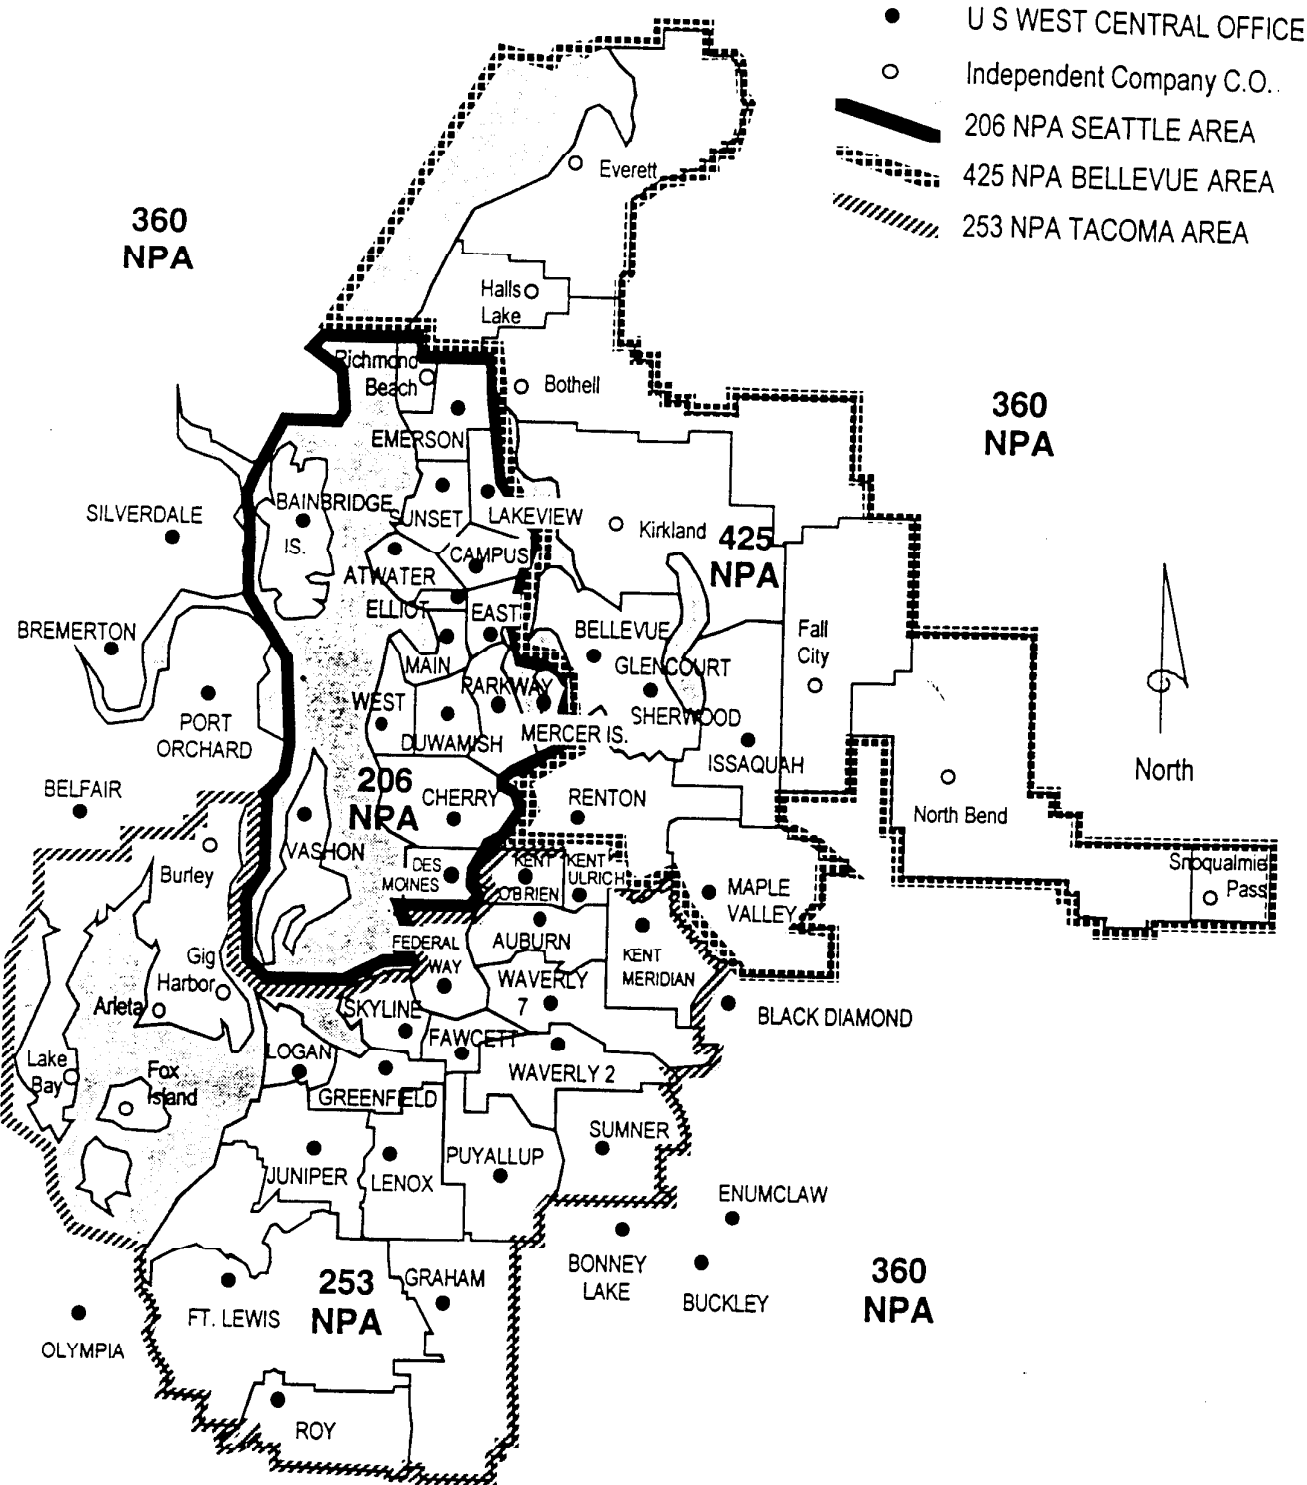 U S WEST CENTRAL OFFICE
Independent Company C.O..
206 NPA SEATTLE AREA
425 NPA BELLEVUE AREA
253 NPA TACOMA AREA
Everett
360
NPA
Halls
Lake
Richmond
Beach
Bothell
360
NPA
EMERSON
BAINBRIDGE
IS.
SUNSET
LAKEVIEW
SILVERDALE
Kirkland
425
NPA
CAMPUS
ATWATER
ELLIOT
EAST
BREMERTON
BELLEVUE
Fall
City
MAIN
GLENCOURT
PARKWAY
WEST
SHERWOOD
PORT
ORCHARD
DUWAMISH
MERCER IS.
ISSAQUAH
North
206
NPA
BELFAIR
CHERRY
RENTON
North Bend
VASHON
DES
MOINES
KENT
O'BRIEN
KENT
ULRICH
MAPLE
VALLEY
Snoqualmie
Pass
Burley
FEDERAL
WAY
AUBURN
KENT
MERIDIAN
Gig
Harbor
WAVERLY
7
Arleta
SKYLINE
BLACK DIAMOND
FAWCETT
LOGAN
Lake
Bay
Fox
Island
WAVERLY 2
GREENFIELD
SUMNER
PUYALLUP
JUNIPER
LENOX
ENUMCLAW
BONNEY
LAKE
BUCKLEY
360
NPA
253
NPA
GRAHAM
FT. LEWIS
OLYMPIA
ROY